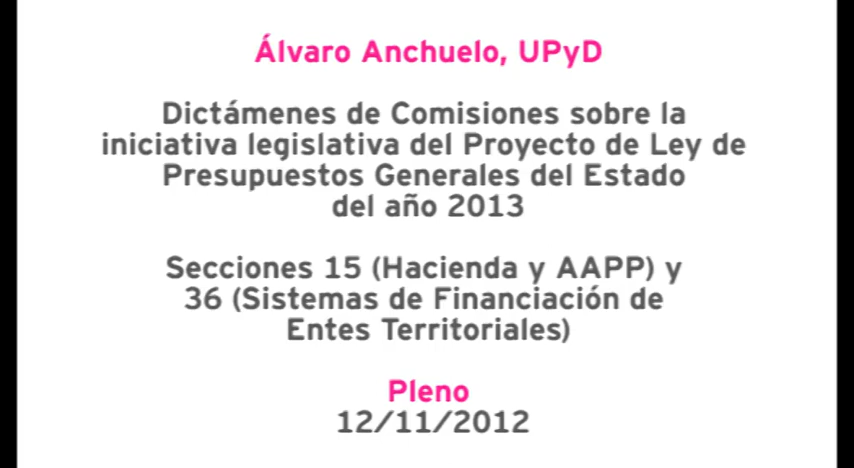 Álvaro Anchuelo, UPyD
Dictámenes de Comisiones sobre la
iniciativa legislativa del Proyecto de Ley de
Presupuestos Generales del Estado
del año 2013
Secciones 15 (Hacienda y AAPP) y
36 (Sistemas de Financiación de
Entes Territoriales)
Pleno
12/11/2012